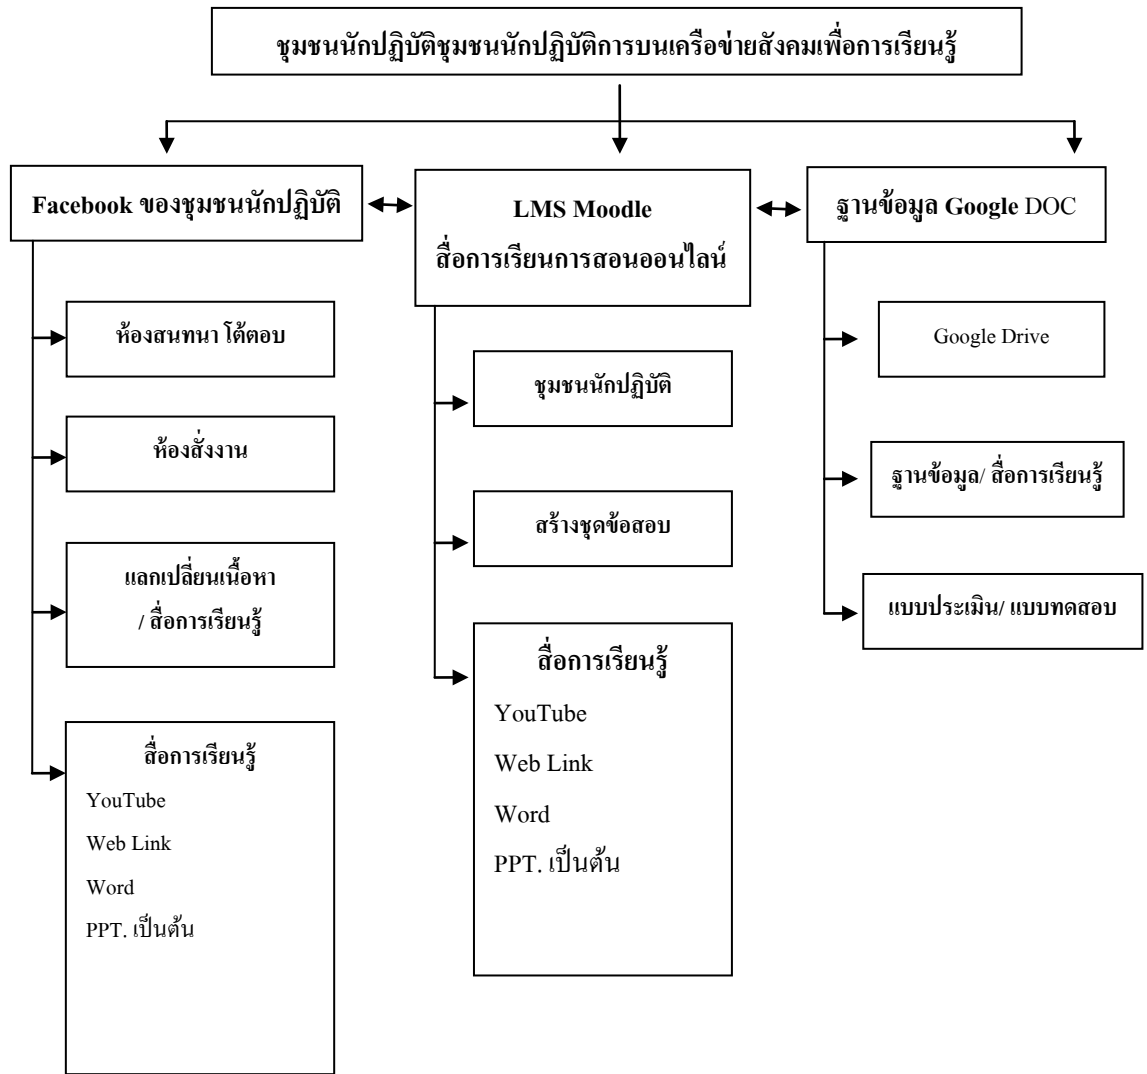 ชุมชนนักปฏิบัติชุมชนนักปฏิบัติการบนเครือข่ายสังคมเพื่อการเรียนรู้
Facebook ของชุมชนนักปฏิบัติ
ห้องสนทนา โต้ตอบ
ห้องสั่งงาน
แลกเปลี่ยนเนื้อหา
/ สื่อการเรียนรู้
สื่อการเรียนรู้
YouTube
Web Link
Word
PPT. เป็นต้น
LMS Moodle
สื่อการเรียนการสอนออนไลน์
ชุมชนนักปฏิบัติ
สร้างชุดข้อสอบ
สื่อการเรียนรู้
YouTube
Web Link
Word
PPT. เป็นต้น
ฐานข้อมูล Google DOC
Google Drive
ฐานข้อมูล/ สื่อการเรียนรู้
แบบประเมิน/ แบบทดสอบ